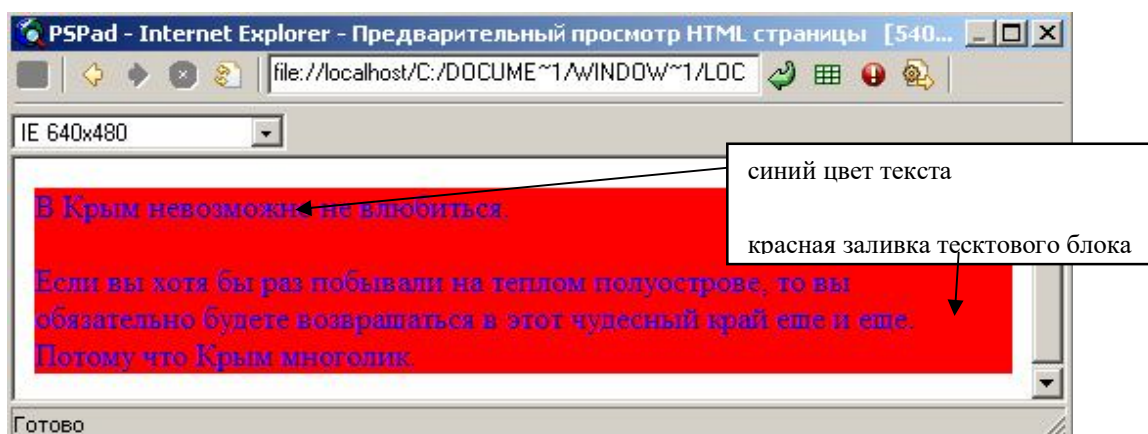 PSPad - Internet Explorer - Предварительный просмотр HTML страницы [540...
file://localhost/C:/DOCUME~1/WINDOW~1/LOC
IE 640x480
синий цвет текста
красная заливка тесктового блока
В Крым невозможно не влюбиться.
Если вы хотя бы раз побывали на теплом полуострове, то вы
обязательно будете возвращаться в этот чудесный край еще и еще.
Потому что Крым многолик.
Готово